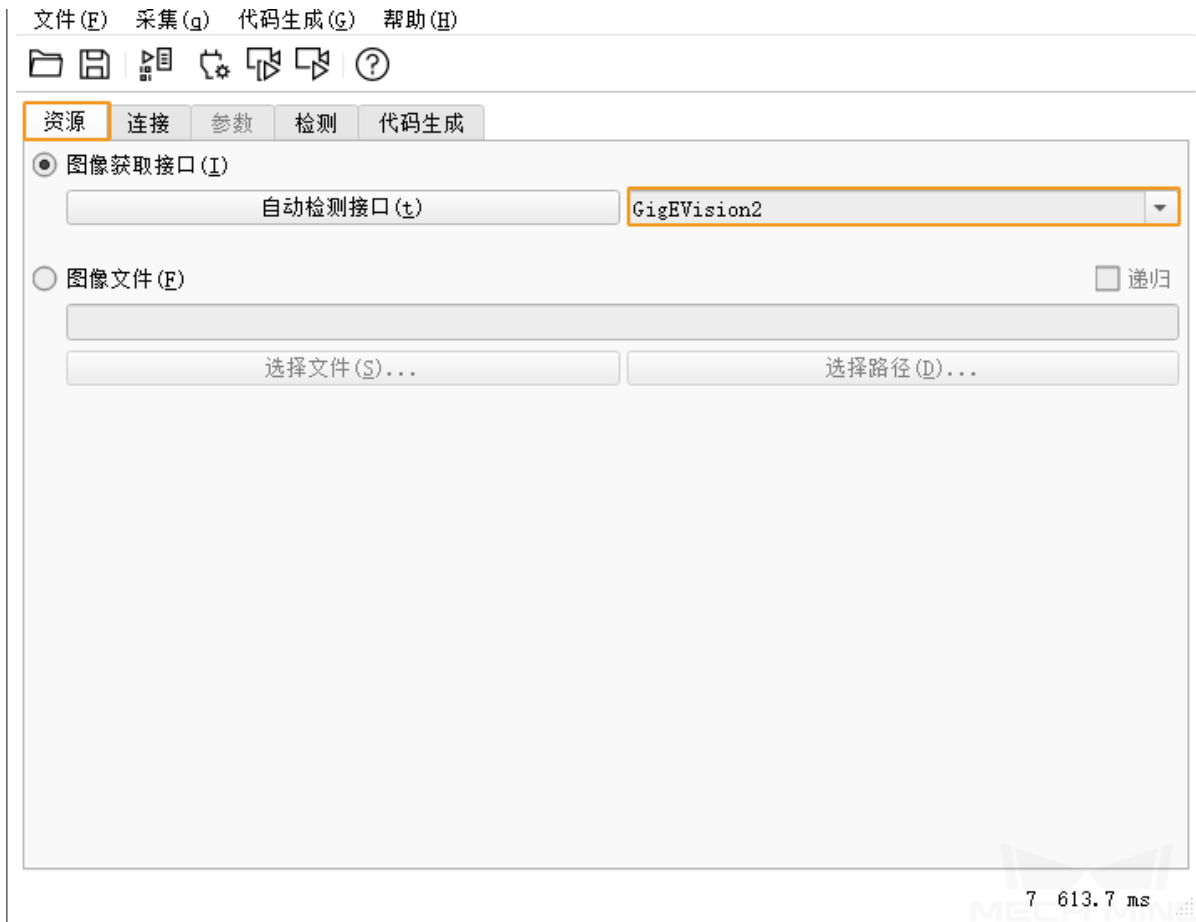 文件(F) 采集(q) 代码生成(G) 帮助(H)
资源 连接 参数 检测 代码生成
图像获取接口(I)
自动检测接口(t) GigEVision2
图像文件(F) 递归
选择文件(S)... 选择路径(D)...
7 613.7 ms
MECH MIND